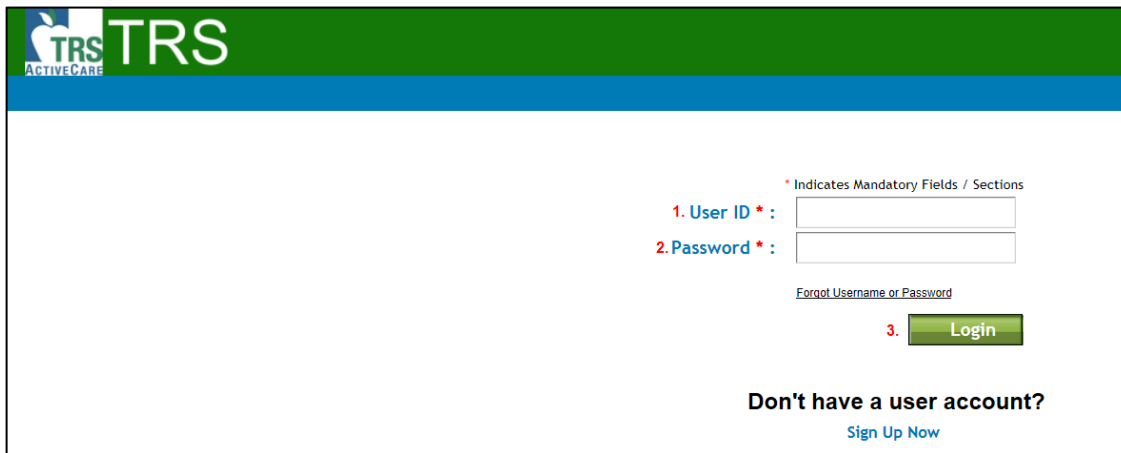 TRS
ACTIVECARE
TRS
* Indicates Mandatory Fields / Sections
1. User ID * :
2. Password * :
Forgot Username or Password
3. Login
Don't have a user account?
Sign Up Now